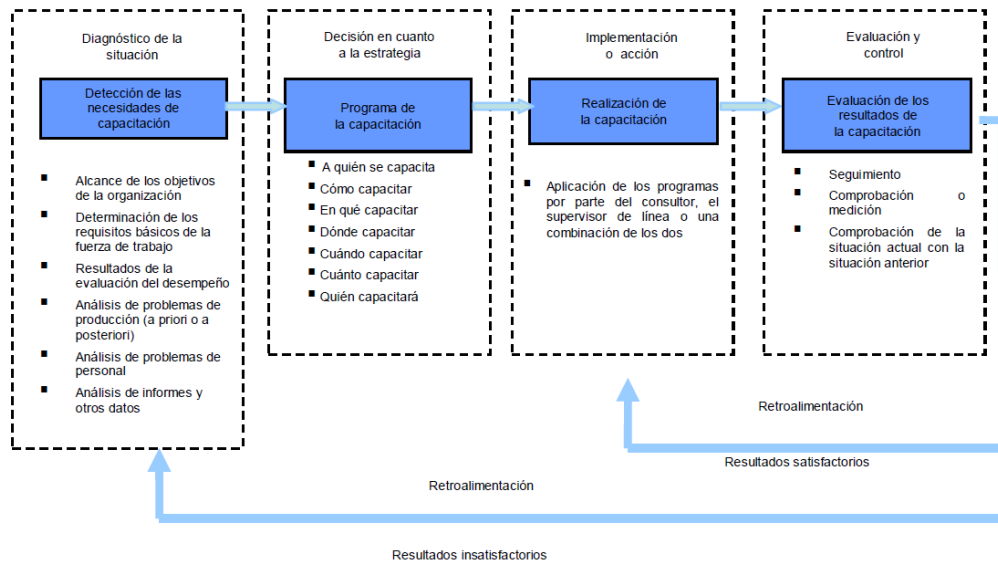 Diagnóstico de la
situación
Detección de las
necesidades de
capacitación
■ Alcance de los objetivos
de la organización
■ Determinación de los
requisitos básicos de la
fuerza de trabajo
■ Resultados de la
evaluación del desempeño
■ Análisis de problemas de
producción (a priori o a
posteriori)
■ Análisis de problemas de
personal
■ Análisis de informes y
otros datos
Decisión en cuanto
a la estrategia
Programa de
la capacitación
■ A quién se capacita
■ Cómo capacitar
■ En qué capacitar
■ Dónde capacitar
■ Cuándo capacitar
■ Cuánto capacitar
■ Quién capacitará
Implementación
o acción
Realización de
la capacitación
■ Aplicación de los programas
por parte del consultor, el
supervisor de línea o una
combinación de los dos
Evaluación y
control
Evaluación de los
resultados de
la capacitación
■ Seguimiento
■ Comprobación o
medición
■ Comprobación de la
situación actual con la
situación anterior
Retroalimentación
Resultados satisfactorios
Retroalimentación
Resultados insatisfactorios